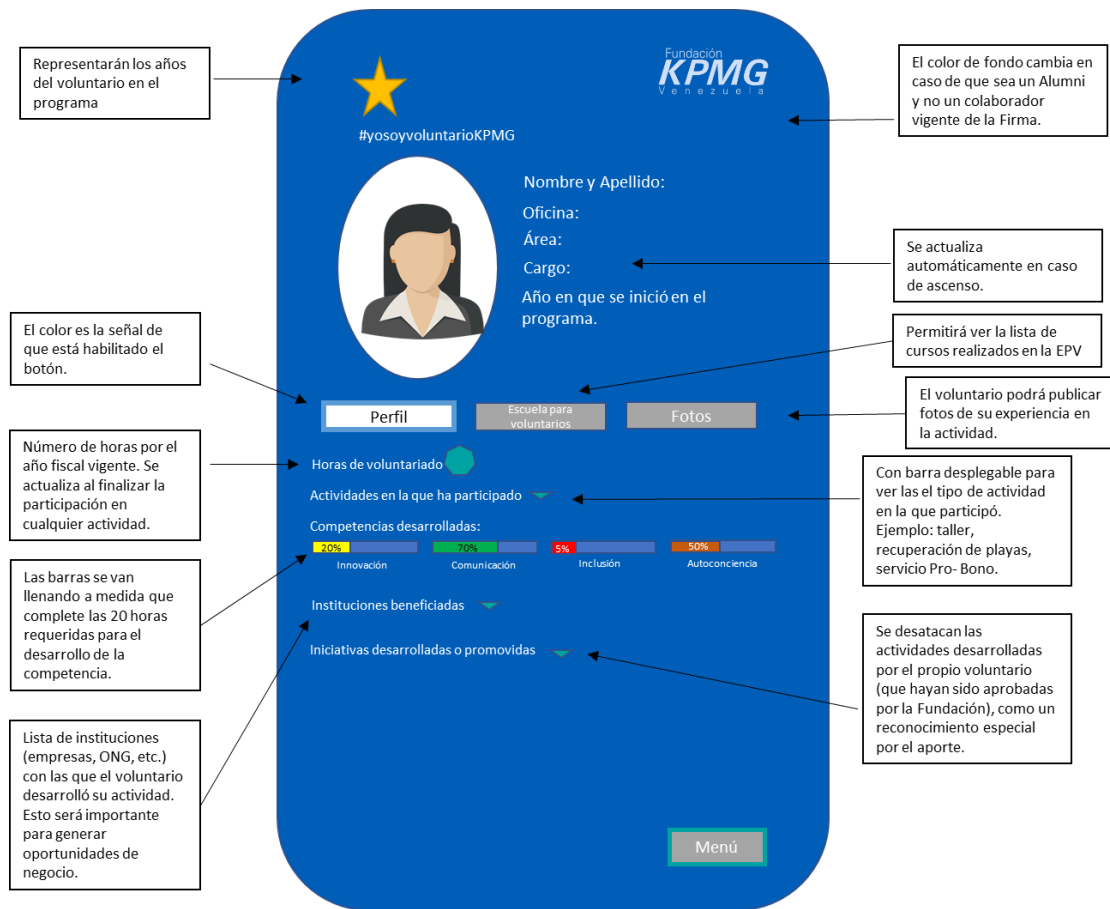 Representarán los años
del voluntario en el
programa
#yosoyvoluntarioKPMG
Fundación
KPMG
Venezuela
El color de fondo cambia en
caso de que sea un Alumni
y no un colaborador
vigente de la Firma.
Nombre y Apellido:
Oficina:
Área:
Cargo:
Año en que se inició en el
programa.
Se actualiza
automáticamente en caso
de ascenso.
El color es la señal de
que está habilitado el
botón.
Permitirá ver la lista de
cursos realizados en la EPV
Perfil
Escuela para
voluntarios
Fotos
El voluntario podrá publicar
fotos de su experiencia en
la actividad.
Número de horas por el
año fiscal vigente. Se
actualiza al finalizar la
participación en
cualquier actividad.
Horas de voluntariado
Actividades en la que ha participado
Competencias desarrolladas:
20%
70%
5%
50%
Innovación
Comunicación
Inclusión
Autoconciencia
Con barra desplegable para
ver las el tipo de actividad
en la que participó.
Ejemplo: taller,
recuperación de playas,
servicio Pro- Bono.
Las barras se van
llenando a medida que
complete las 20 horas
requeridas para el
desarrollo de la
competencia.
Instituciones beneficiadas
Iniciativas desarrolladas o promovidas
Se desatacan las
actividades desarrolladas
por el propio voluntario
(que hayan sido aprobadas
por la Fundación), como un
reconocimiento especial
por el aporte.
Lista de instituciones
(empresas, ONG, etc.)
con las que el voluntario
desarrolló su actividad.
Esto será importante
para generar
oportunidades de
negocio.
Menú